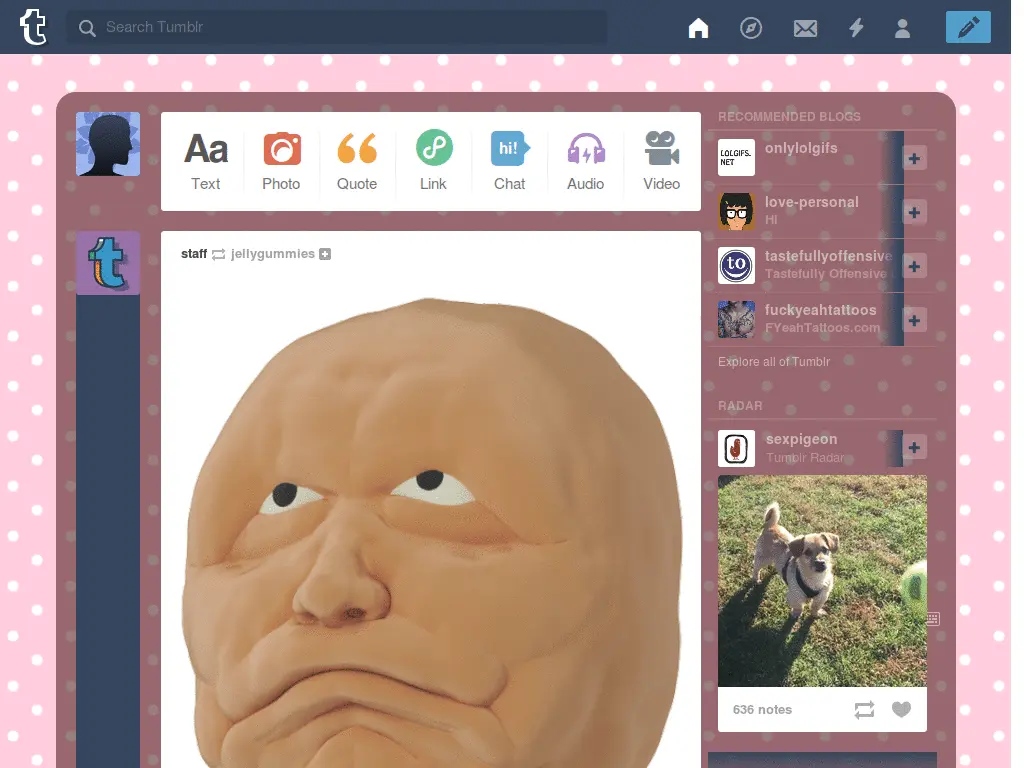 t
Search Tumblr
Aa
hi!
Text
Photo
Quote
Link
Chat
Audio
Video
staff jellygummies
RECOMMENDED BLOGS
LOLGIFS.
NET
onlylolgifs
love-personal
HI
to
tastefullyoffensive
Tastefully Offensive
fuckyeahtattoos
FYeahTattoos.com
Explore all of Tumblr
RADAR
sexpigeon
Tumblr Radar
636 notes